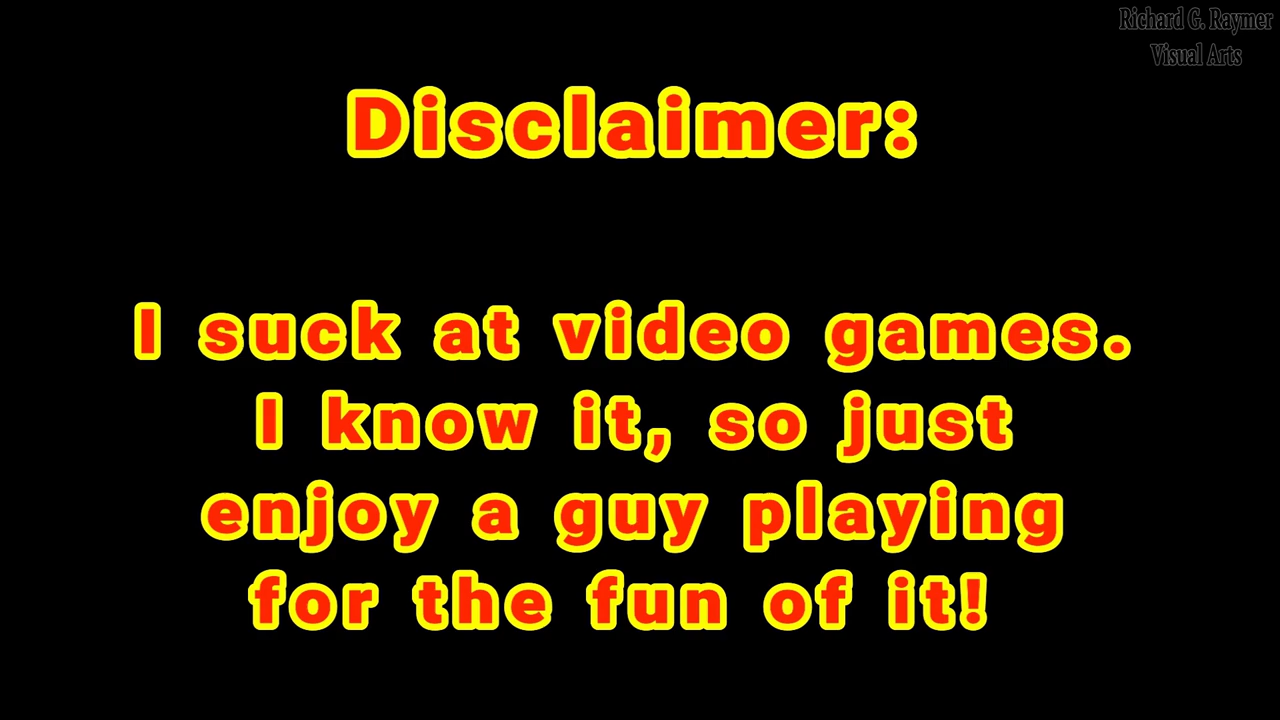 Richard C. Raymer
Visual Arts
Disclaimer:
I suck at video games.
I know it, so just
enjoy a guy playing
for the fun of it!